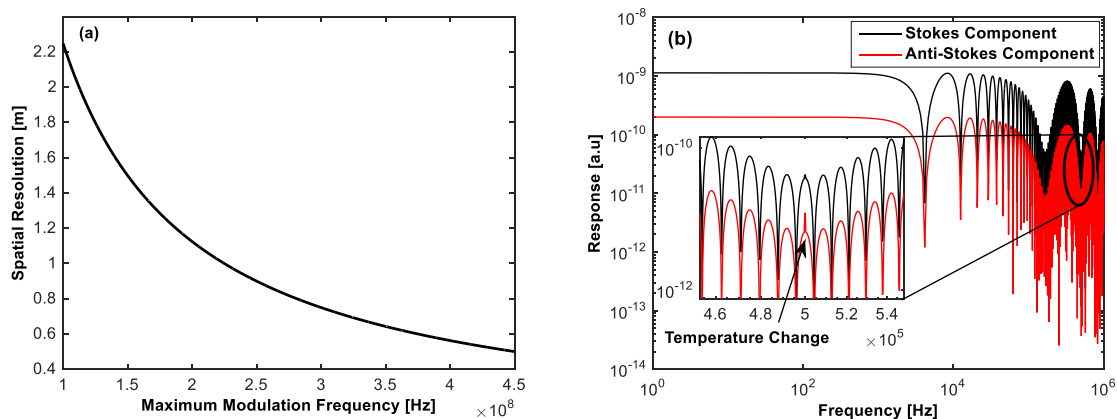 (a)
Spatial Resolution [m]
2.2
2
1.8
1.6
1.4
1.2
1
0.8
0.6
0.4
1 1.5 2 2.5 3 3.5 4 4.5
Maximum Modulation Frequency [Hz] × 10^8
(b)
Stokes Component
Anti-Stokes Component
Response [a.u]
10^-8
10^-9
10^-10
10^-11
10^-12
10^-13
10^-14
10^-10
10^-12
4.6 4.8 5 5.2 5.4
× 10^5
Temperature Change
10^0 10^2 10^4 10^6
Frequency [Hz]